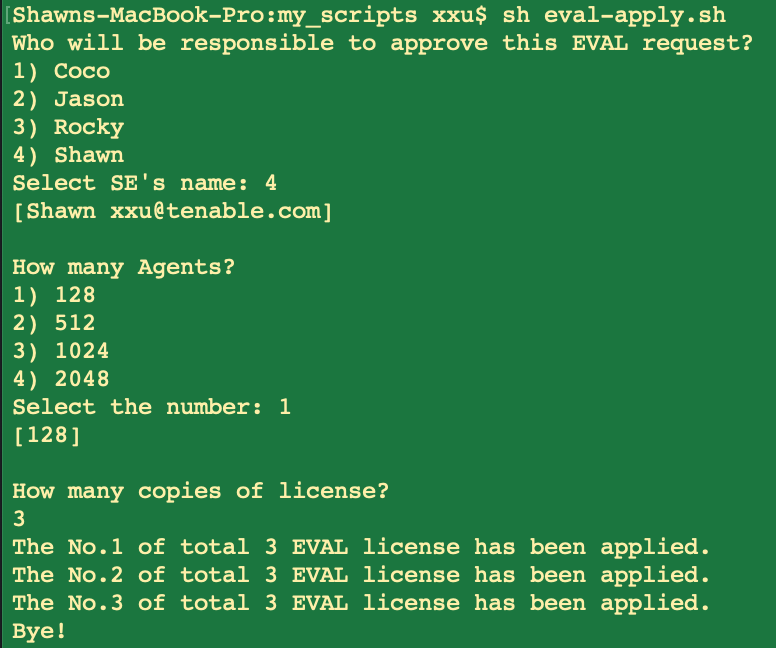 [Shawns-MacBook-Pro:my_scripts xxu$ sh eval-apply.sh
Who will be responsible to approve this EVAL request?
1) Coco
2) Jason
3) Rocky
4) Shawn
Select SE's name: 4
[Shawn xxu@tenable.com]
How many Agents?
1) 128
2) 512
3) 1024
4) 2048
Select the number: 1
[128]
How many copies of license?
3
The No.1 of total 3 EVAL license has been applied.
The No.2 of total 3 EVAL license has been applied.
The No.3 of total 3 EVAL license has been applied.
Bye!